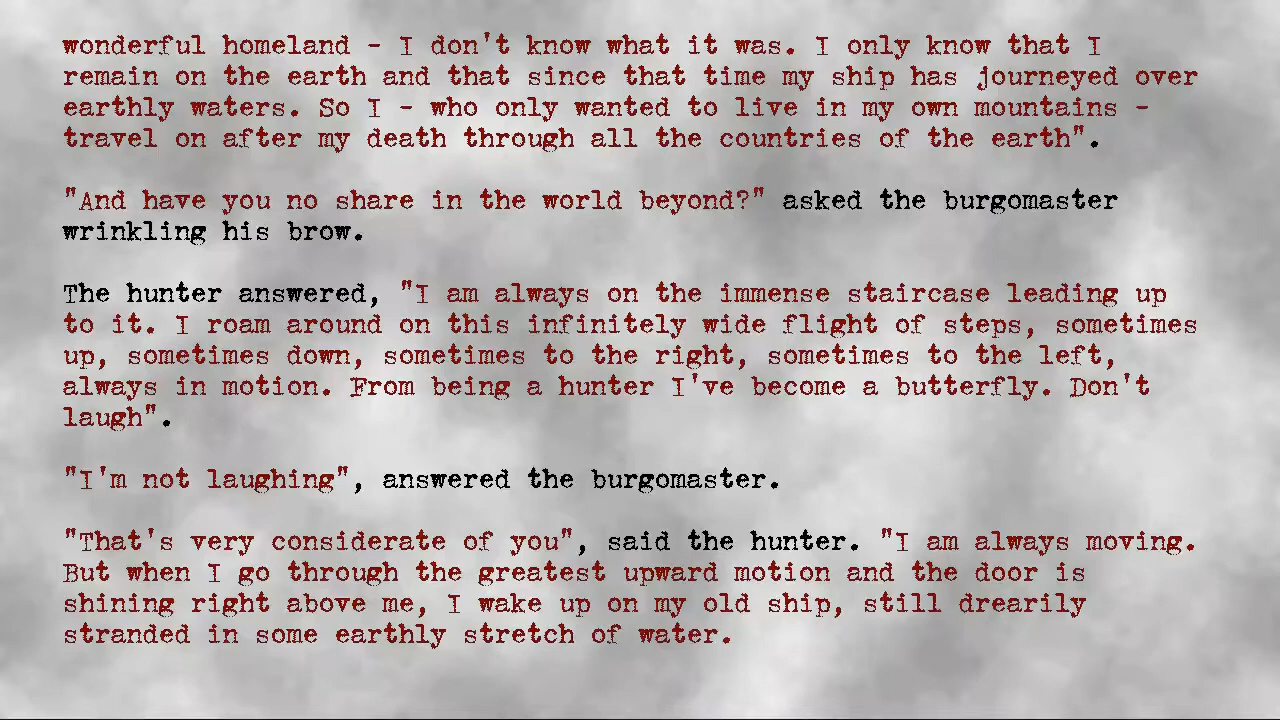 wonderful homeland - I don't know what it was. I only know that I
remain on the earth and that since that time my ship has journeyed over
earthly waters. So I - who only wanted to live in my own mountains -
travel on after my death through all the countries of the earth".
"And have you no share in the world beyond?" asked the burgomaster
wrinkling his brow.
The hunter answered, "I am always on the immense staircase leading up
to it. I roam around on this infinitely wide flight of steps, sometimes
up, sometimes down, sometimes to the right, sometimes to the left,
always in motion. From being a hunter I've become a butterfly. Don't
laugh".
"I'm not laughing", answered the burgomaster.
"That's very considerate of you", said the hunter. "I am always moving.
But when I go through the greatest upward motion and the door is
shining right above me, I wake up on my old ship, still drearily
stranded in some earthly stretch of water.